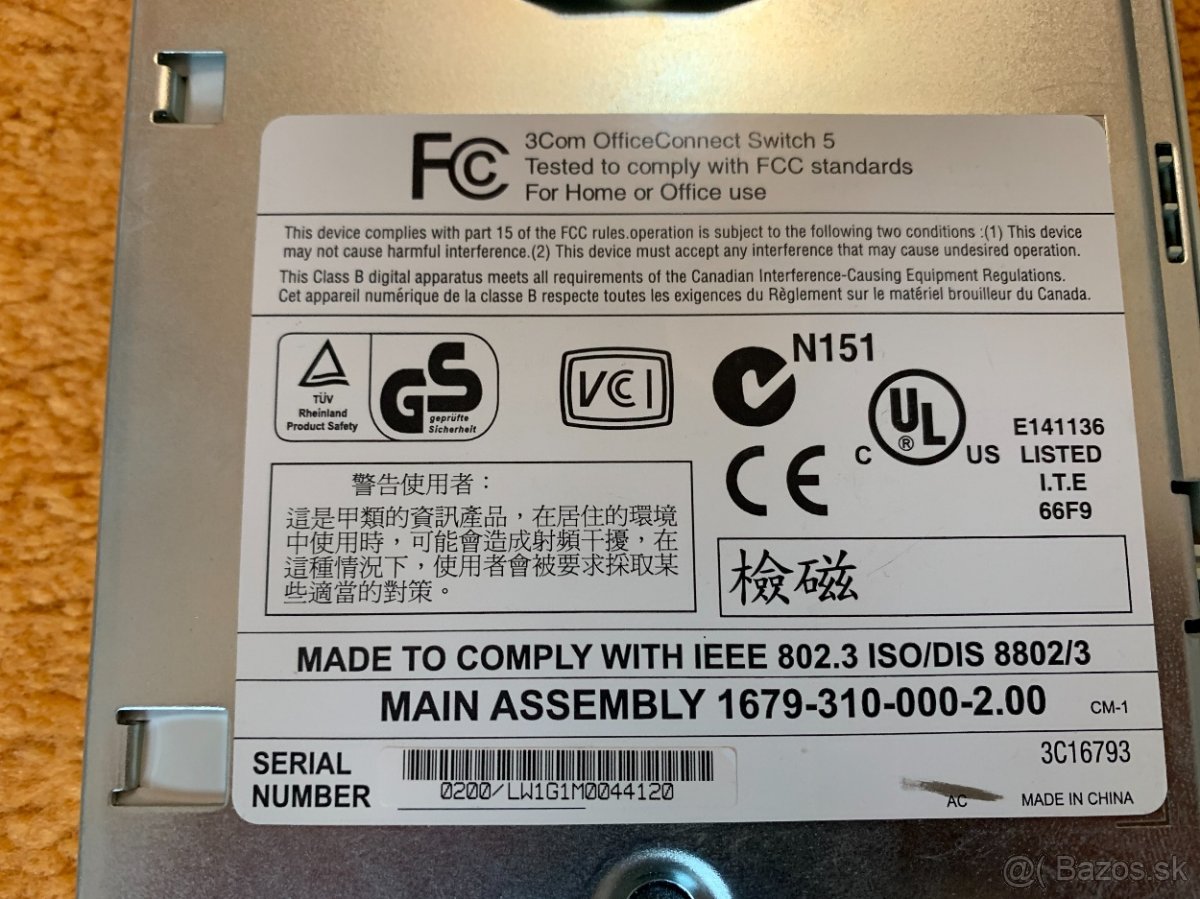 FC
3Com OfficeConnect Switch 5
Tested to comply with FCC standards
For Home or Office use
This device complies with part 15 of the FCC rules.operation is subject to the following two conditions :(1) This device
may not cause harmful interference.(2) This device must accept any interference that may cause undesired operation.
This Class B digital apparatus meets all requirements of the Canadian Interference-Causing Equipment Regulations.
Cet appareil numérique de la classe B respecte toutes les exigences du Règlement sur le matériel brouilleur du Canada.
TÜV
Rheinland
Product Safety
GS
geprüfte
Sicherheit
VCI
N151
C UL US
®
E141136
LISTED
I.T.E
66F9
CE
警告使用者：
這是甲類的資訊產品，在居住的環境
中使用時，可能會造成射頻干擾，在
這種情況下，使用者會被要求採取某
些適當的對策。
檢磁
MADE TO COMPLY WITH IEEE 802.3 ISO/DIS 8802/3
MAIN ASSEMBLY 1679-310-000-2.00
CM-1
SERIAL
NUMBER
0200/LW1G1M0044120
3C16793
AC
MADE IN CHINA
@( Bazos.sk